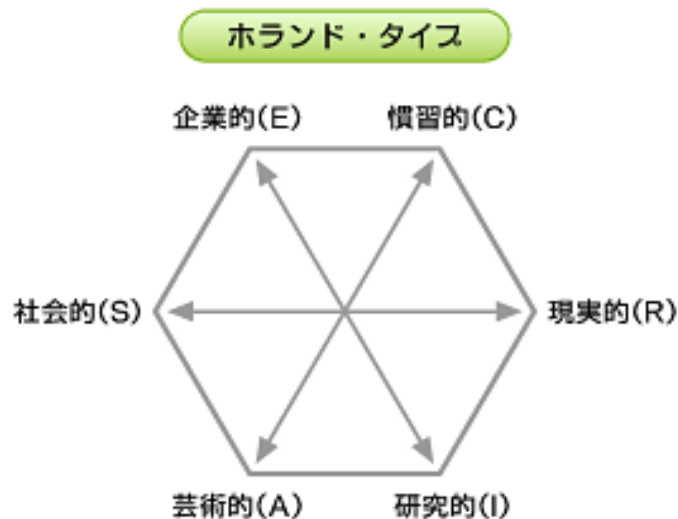 ホランド・タイプ
企業的(E)
慣習的(C)
社会的(S)
現実的(R)
芸術的(A)
研究的(I)